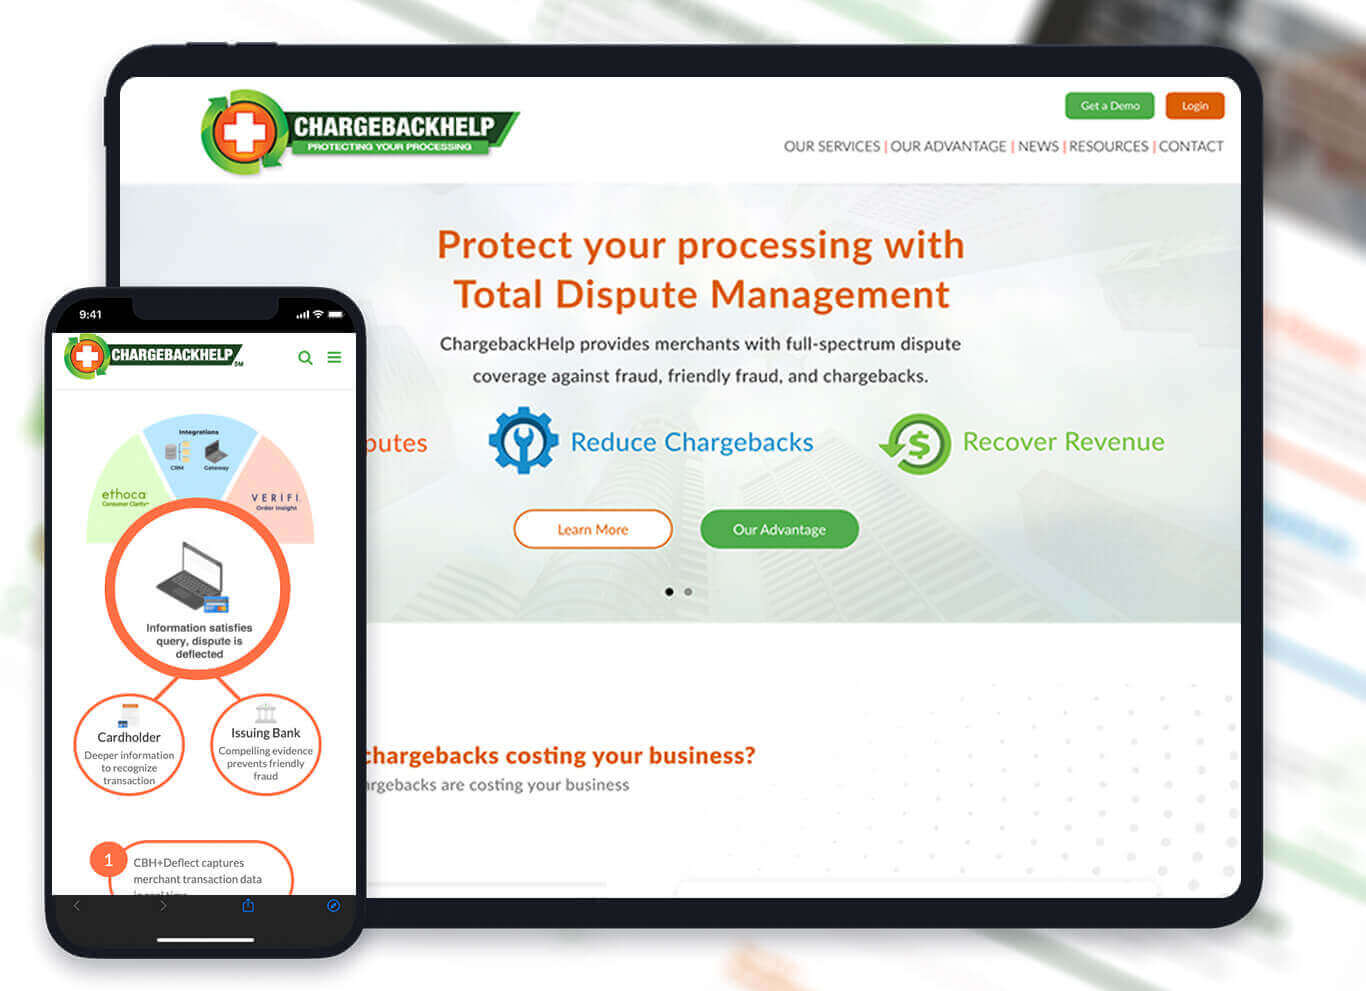 CHARGEBACKHELP
PROTECTING YOUR PROCESSING
Get a Demo
Login
OUR SERVICES | OUR ADVANTAGE | NEWS | RESOURCES | CONTACT
Protect your processing with
Total Dispute Management
ChargebackHelp provides merchants with full-spectrum dispute
coverage against fraud, friendly fraud, and chargebacks.
putes
Reduce Chargebacks
Recover Revenue
Learn More
Our Advantage
chargebacks costing your business?
rgebacks are costing your business
9:41
CHARGEBACKHELP SM
Integrations
CRM
Gateway
ethoca
Consumer Clarity™
VERIFI
Order Insight
Information satisfies
query, dispute is
deflected
Cardholder
Deeper information
to recognize
transaction
Issuing Bank
Compelling evidence
prevents friendly
fraud
1
CBH+Deflect captures
merchant transaction data